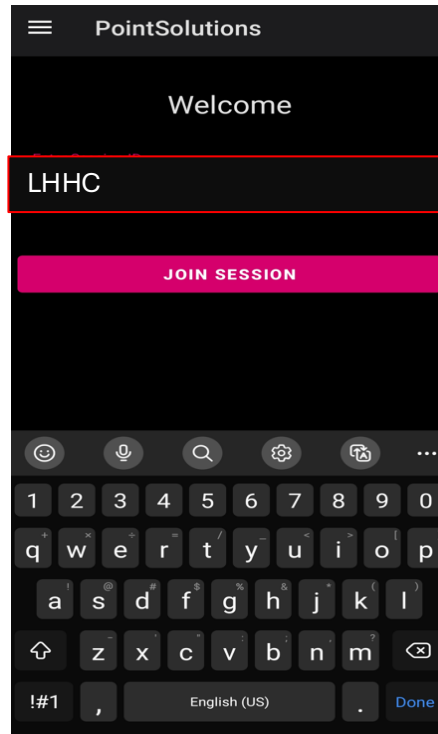 PointSolutions
Welcome
LHHC
JOIN SESSION
1 2 3 4 5 6 7 8 9 0
+ × ÷ = / _ < > [
q w e r t y u i o p
! @ # $ % & * ( )
a s d f g h j k l
- ' " : ; , ?
z x c v b n m
!#1 , English (US) . Done